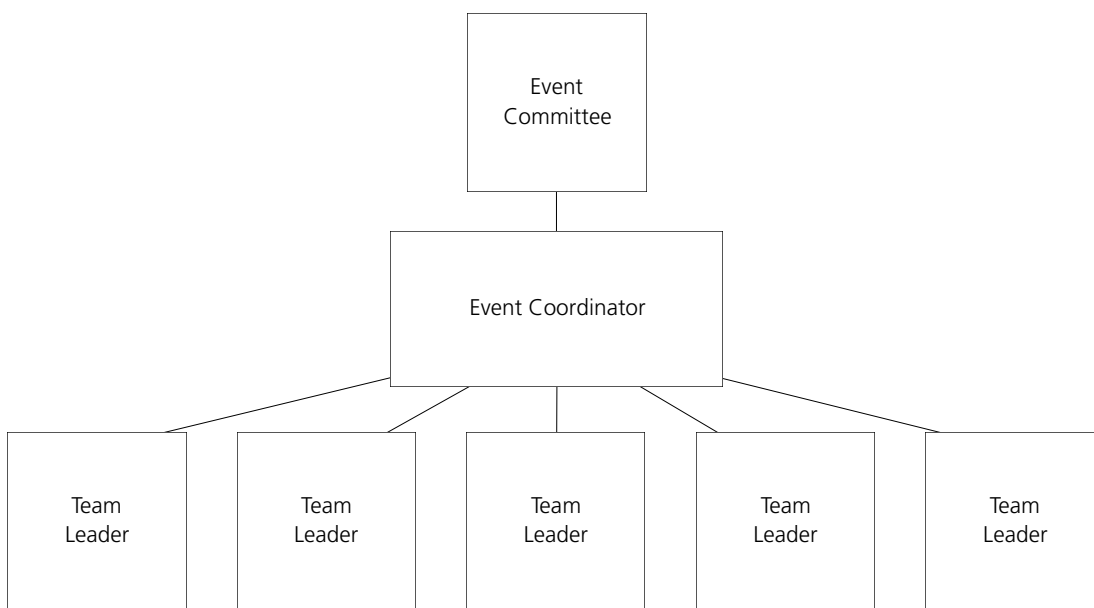 Event
Committee
Event Coordinator
Team
Leader
Team
Leader
Team
Leader
Team
Leader
Team
Leader